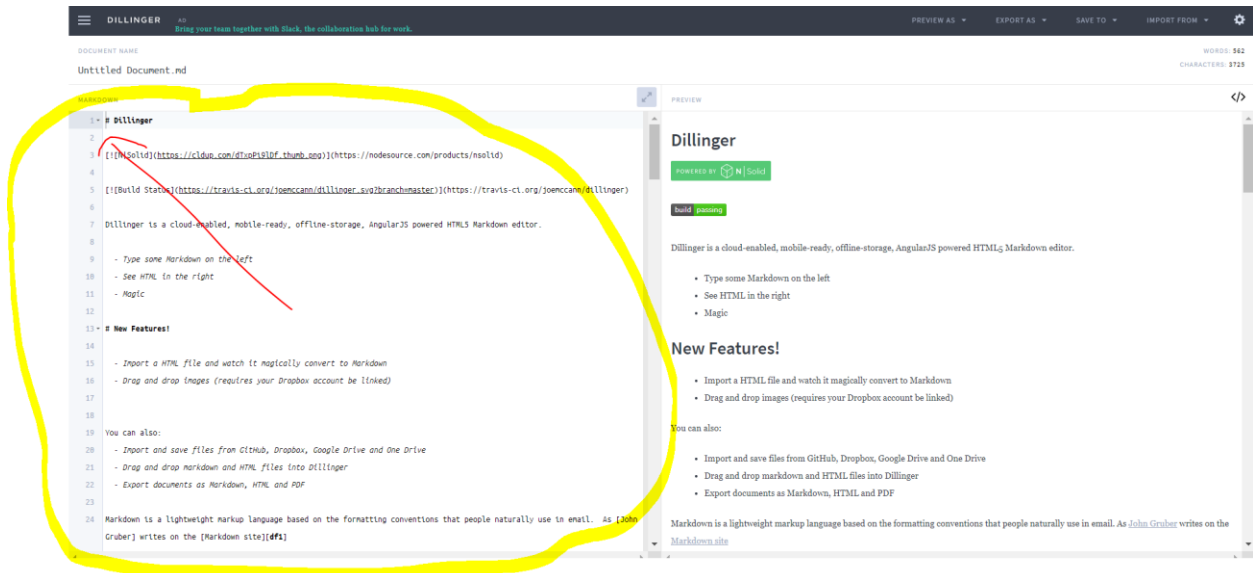 DILLINGER
AD
Bring your team together with Slack, the collaboration hub for work.
PREVIEW AS
EXPORT AS
SAVE TO
IMPORT FROM
DOCUMENT NAME
Untitled Document.md
WORDS: 562
CHARACTERS: 3725
MARKDOWN
1 # Dillinger
2
3 [![N|Solid](https://cldup.com/dTxpPi9lDf.thumb.png)](https://nodesource.com/products/nsolid)
4
5 [![Build Status](https://travis-ci.org/joemccann/dillinger.svg?branch=master)](https://travis-ci.org/joemccann/dillinger)
6
7 Dillinger is a cloud-enabled, mobile-ready, offline-storage, AngularJS powered HTML5 Markdown editor.
8
9 - Type some Markdown on the left
10 - See HTML in the right
11 - Magic
12
13 # New Features!
14
15 - Import a HTML file and watch it magically convert to Markdown
16 - Drag and drop images (requires your Dropbox account be linked)
17
18
19 You can also:
20 - Import and save files from GitHub, Dropbox, Google Drive and One Drive
21 - Drag and drop markdown and HTML files into Dillinger
22 - Export documents as Markdown, HTML and PDF
23
24 Markdown is a lightweight markup language based on the formatting conventions that people naturally use in email.  As [John
Gruber] writes on the [Markdown site][df1]
PREVIEW
</>
Dillinger
POWERED BY N|Solid
build passing
Dillinger is a cloud-enabled, mobile-ready, offline-storage, AngularJS powered HTML5 Markdown editor.
• Type some Markdown on the left
• See HTML in the right
• Magic
New Features!
• Import a HTML file and watch it magically convert to Markdown
• Drag and drop images (requires your Dropbox account be linked)
You can also:
• Import and save files from GitHub, Dropbox, Google Drive and One Drive
• Drag and drop markdown and HTML files into Dillinger
• Export documents as Markdown, HTML and PDF
Markdown is a lightweight markup language based on the formatting conventions that people naturally use in email. As John Gruber writes on the
Markdown site